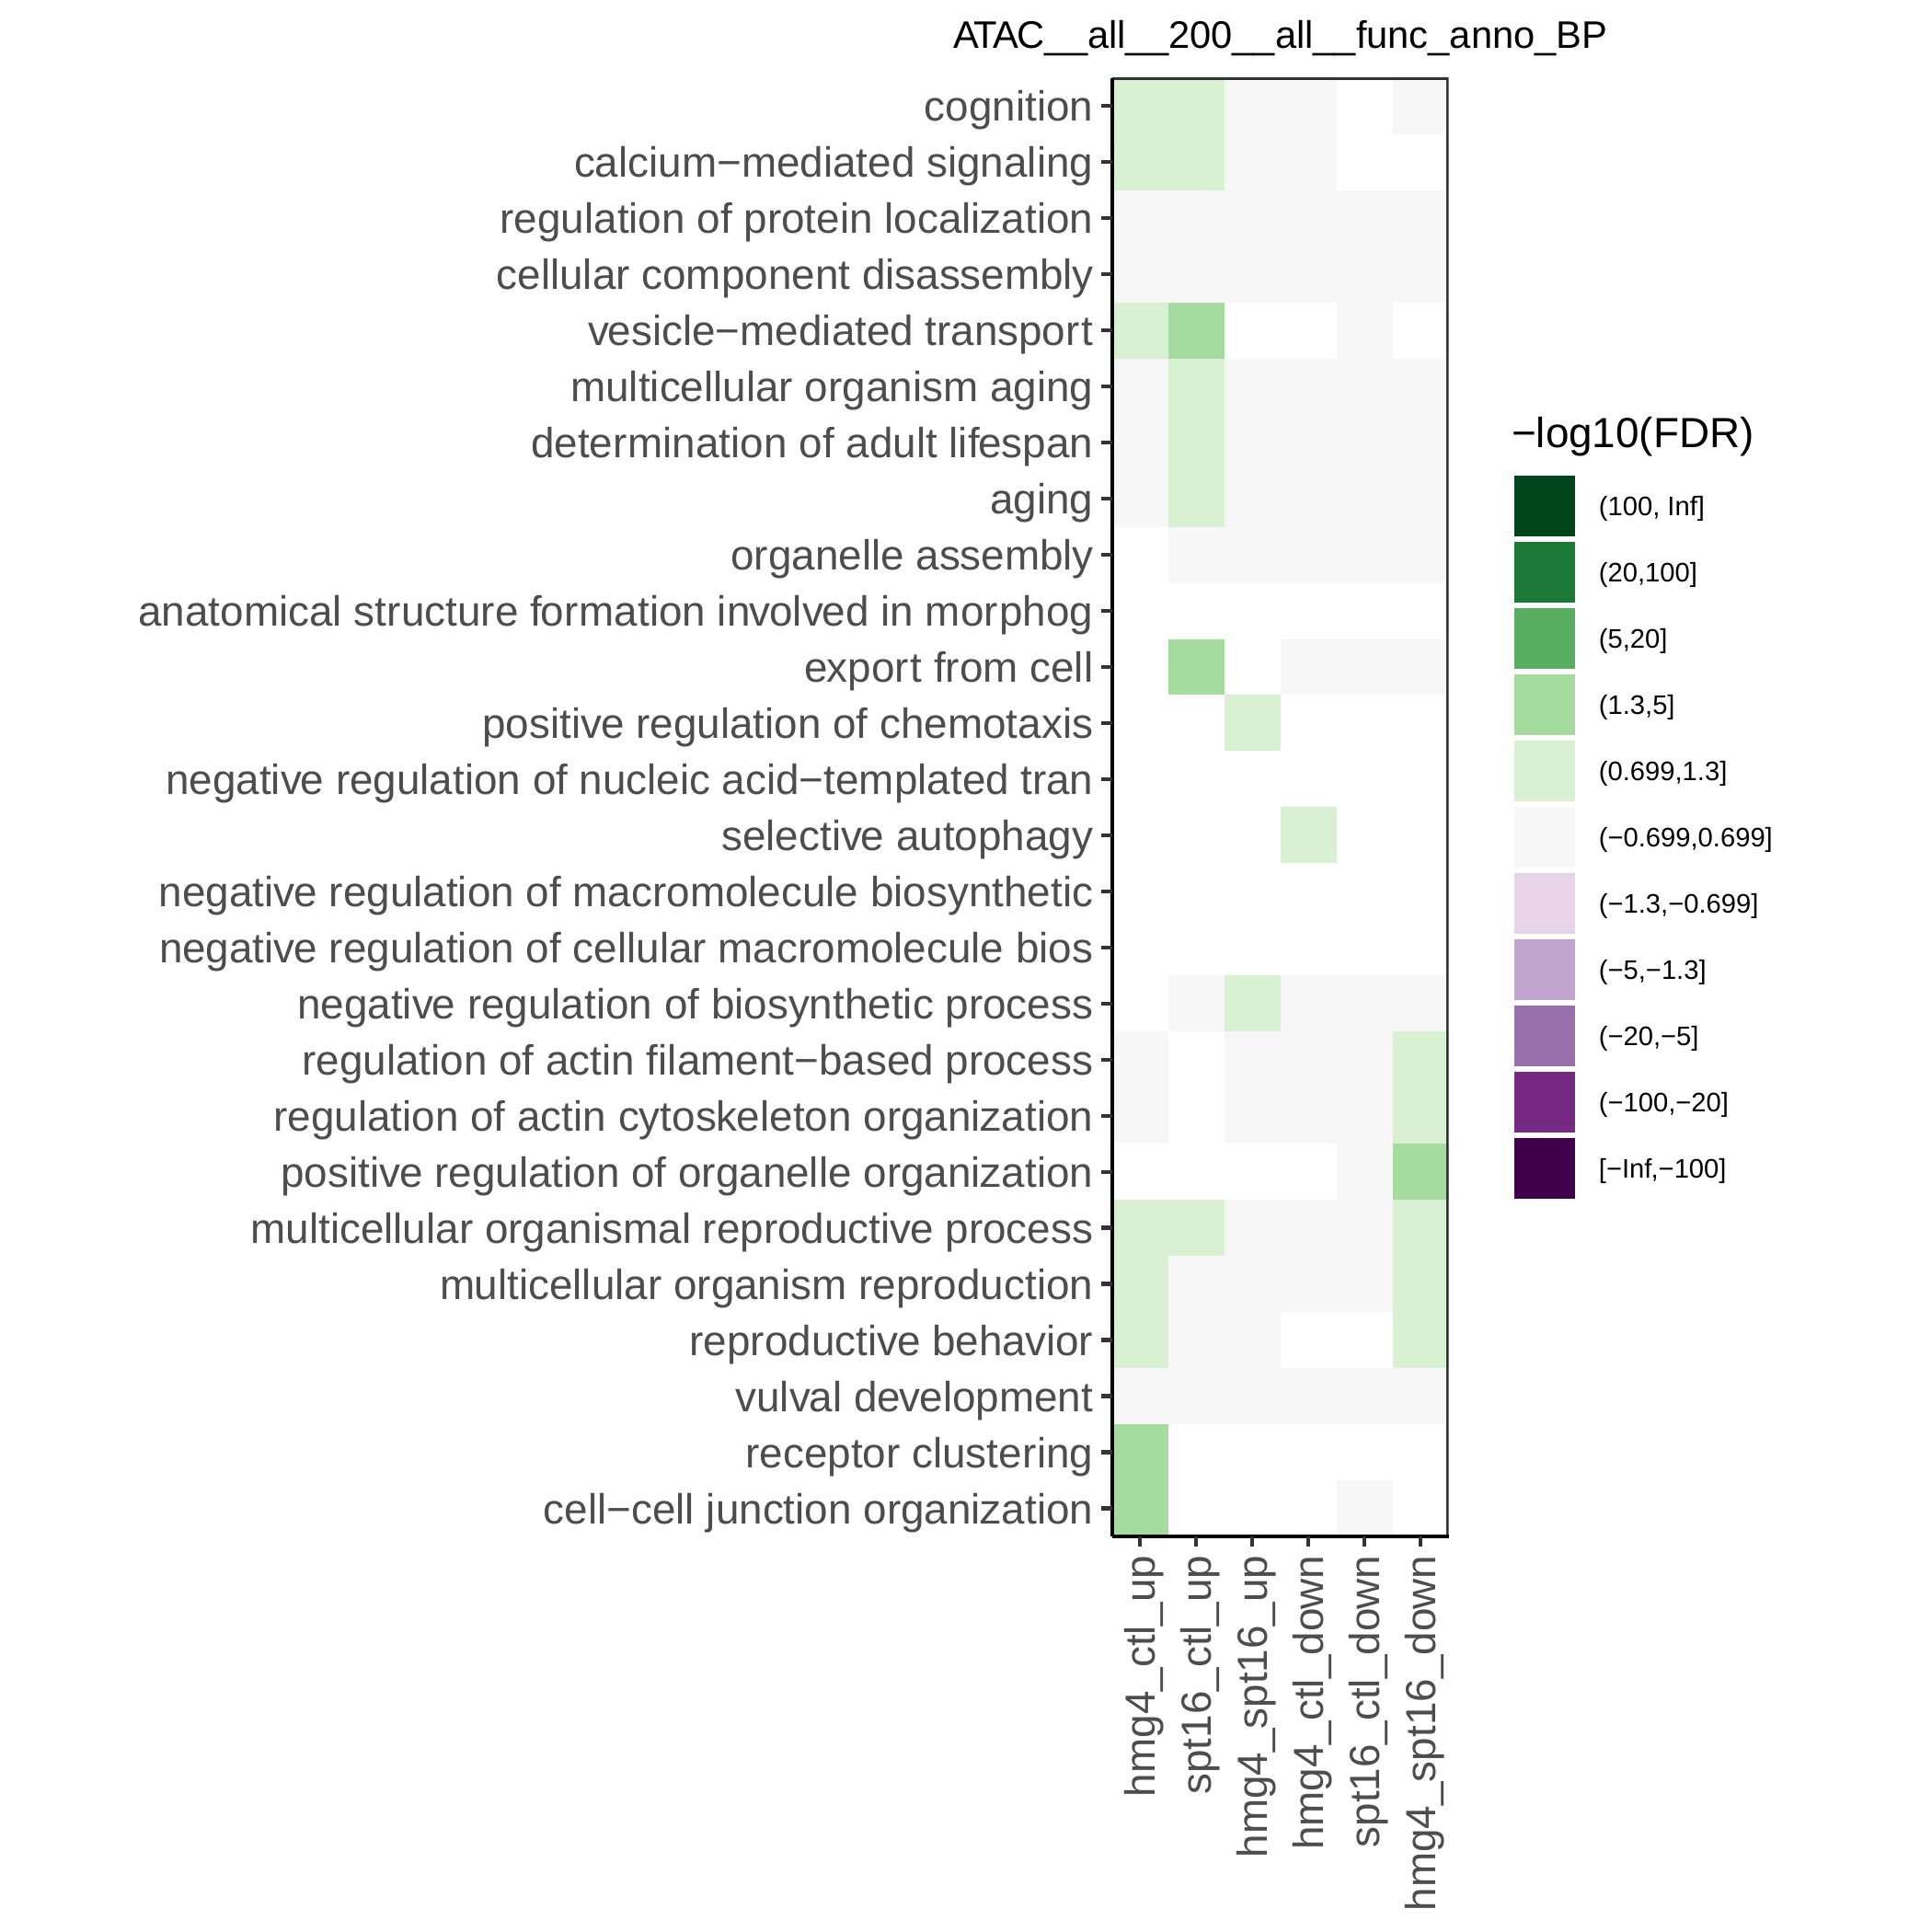 ATAC__all__200__all__func_anno_BP
cognition
calcium−mediated signaling
regulation of protein localization
cellular component disassembly
vesicle−mediated transport
multicellular organism aging
determination of adult lifespan
aging
organelle assembly
anatomical structure formation involved in morphog
export from cell
positive regulation of chemotaxis
negative regulation of nucleic acid−templated tran
selective autophagy
negative regulation of macromolecule biosynthetic
negative regulation of cellular macromolecule bios
negative regulation of biosynthetic process
regulation of actin filament−based process
regulation of actin cytoskeleton organization
positive regulation of organelle organization
multicellular organismal reproductive process
multicellular organism reproduction
reproductive behavior
vulval development
receptor clustering
cell−cell junction organization
hmg4_ctl_up
spt16_ctl_up
hmg4_spt16_up
hmg4_ctl_down
spt16_ctl_down
hmg4_spt16_down
−log10(FDR)
(100, Inf]
(20,100]
(5,20]
(1.3,5]
(0.699,1.3]
(−0.699,0.699]
(−1.3,−0.699]
(−5,−1.3]
(−20,−5]
(−100,−20]
[−Inf,−100]